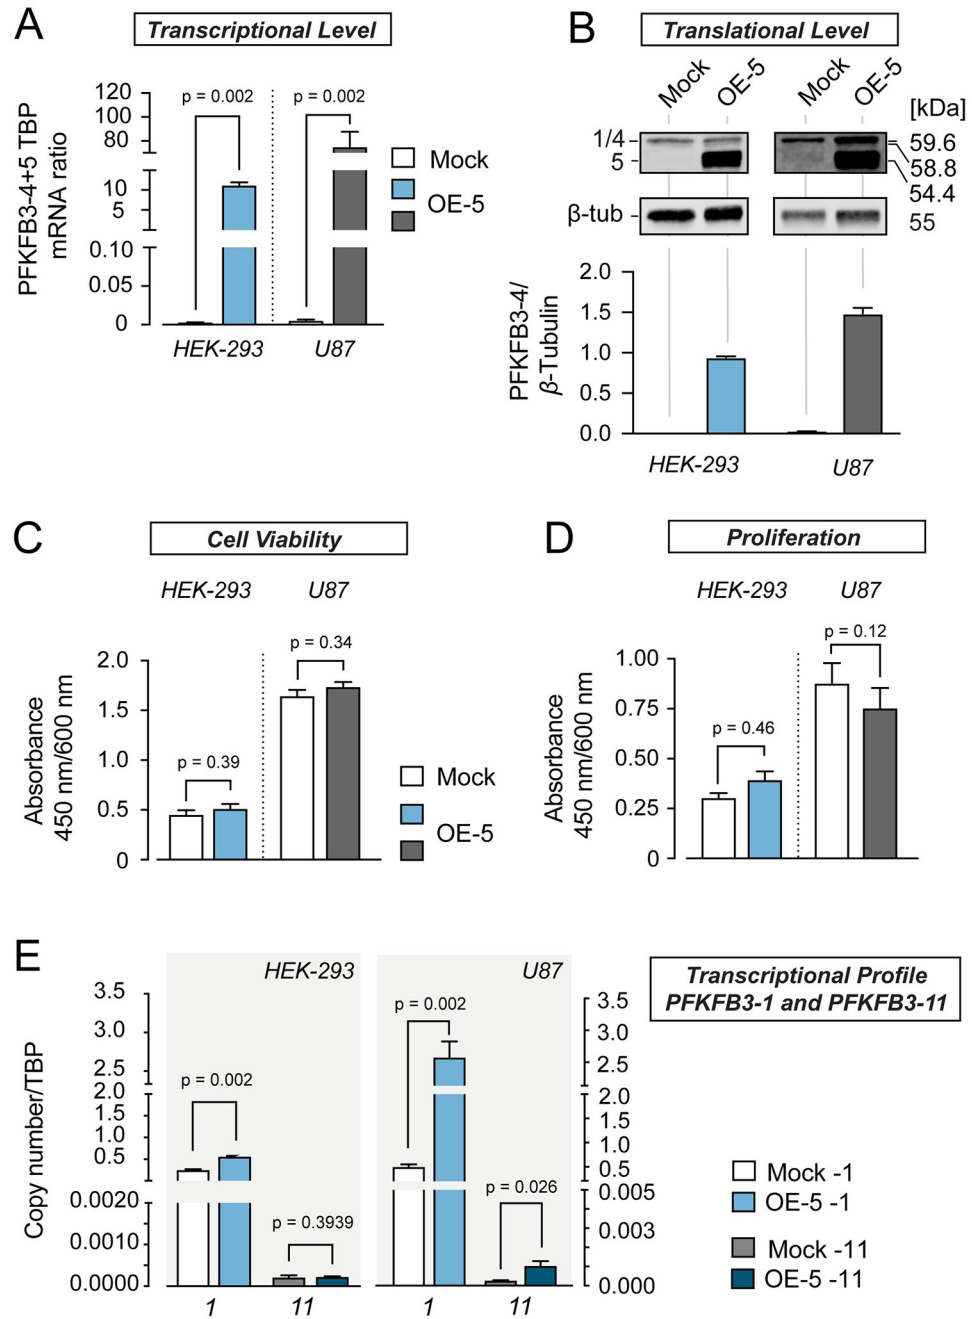 A
Transcriptional Level
PFKFB3-4+5 TBP
mRNA ratio
120
100
80
10
5
0.10
0.05
0
p = 0.002
p = 0.002
HEK-293
U87
Mock
OE-5
B
Translational Level
Mock
OE-5
Mock
OE-5
[kDa]
1/4
5
59.6
58.8
54.4
β-tub
55
PFKFB3-4/
β-Tubulin
2.0
1.5
1.0
0.5
0.0
HEK-293
U87
C
Cell Viability
HEK-293
U87
Absorbance
450 nm/600 nm
2.0
1.5
1.0
0.5
0
p = 0.39
p = 0.34
Mock
OE-5
D
Proliferation
HEK-293
U87
Absorbance
450 nm/600 nm
1.00
0.75
0.50
0.25
0
p = 0.46
p = 0.12
E
HEK-293
U87
Transcriptional Profile
PFKFB3-1 and PFKFB3-11
Copy number/TBP
3.5
3.0
2.5
2.0
1.5
1.0
0.5
0.0020
0.0010
0.0000
p = 0.002
p = 0.3939
p = 0.002
p = 0.026
3.5
3.0
2.5
2.0
1.5
1.0
0.5
0.005
0.003
0.000
1
11
1
11
Mock -1
OE-5 -1
Mock -11
OE-5 -11